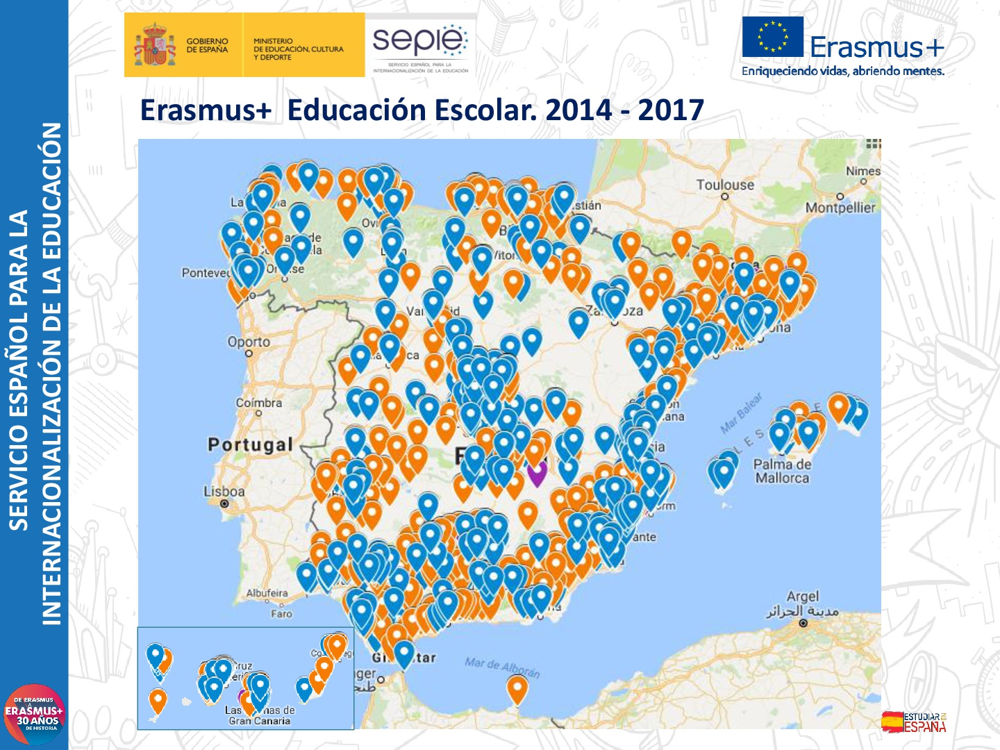 SERVICIO ESPAÑOL PARA LA
INTERNACIONALIZACIÓN DE LA EDUCACIÓN
GOBIERNO
DE ESPAÑA
MINISTERIO
DE EDUCACIÓN, CULTURA
Y DEPORTE
sepie
SERVICIO ESPAÑOL PARA LA
INTERNACIONALIZACIÓN DE LA EDUCACIÓN
Erasmus+
Enriqueciendo vidas, abriendo mentes.
Erasmus+ Educación Escolar. 2014 - 2017
Nimes
Toulouse
Montpellier
stián
Oporto
Coímbra
Mar Balear
Portugal
Palma de
Mallorca
Lisboa
ante
Albufeira
Faro
Argel
مدينة الجزائر
Mar de Alborán
Gran Canaria
DE ERASMUS
A
ERASMUS+
30 AÑOS
DE HISTORIA
ESTUDIAR EN
ESPAÑA